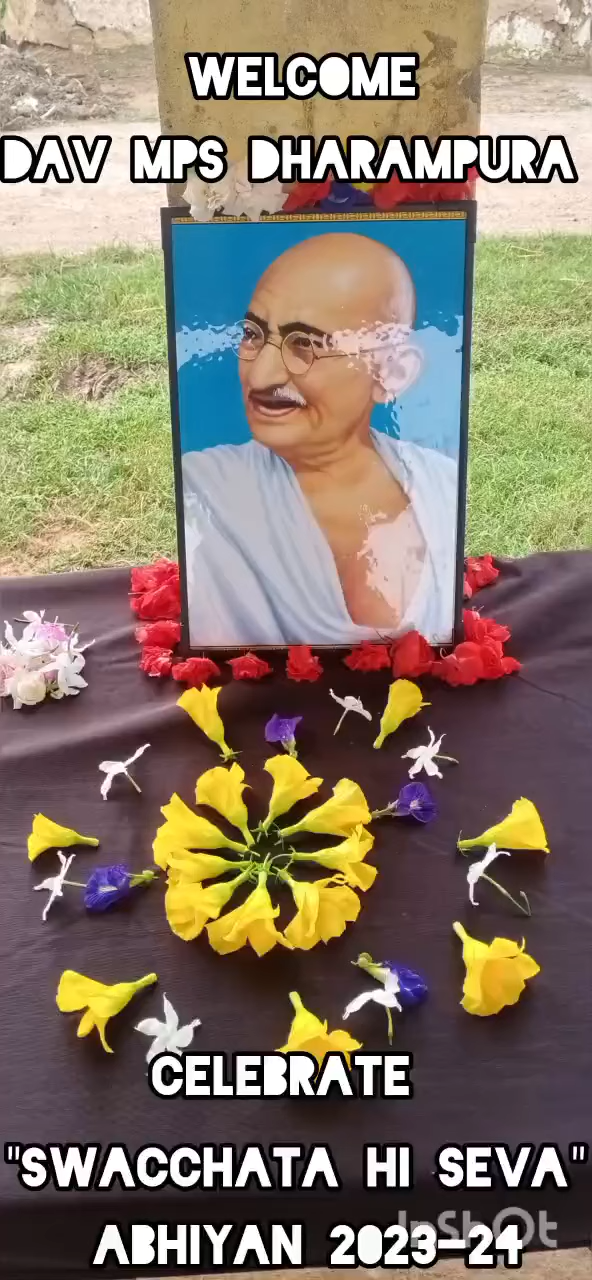 WELCOME
DAV MPS DHARAMPURA
CELEBRATE
"SWACCHATA HI SEVA"
ABHIYAN 2023-24
InShOt